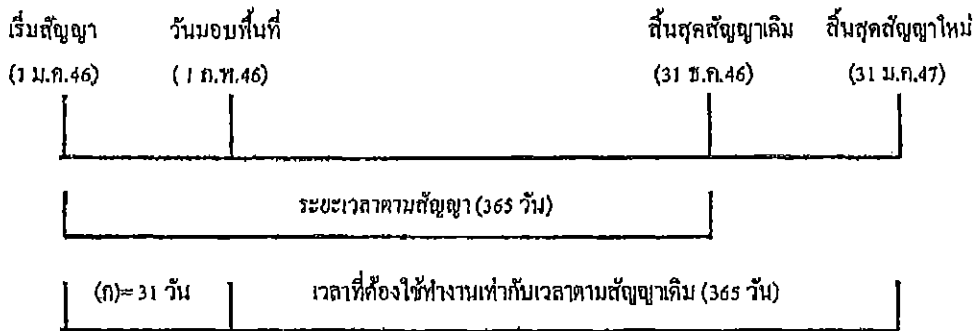 เริ่มสัญญา วันมอบพื้นที่ สิ้นสุดสัญญาเดิม สิ้นสุดสัญญาใหม่
(1 ม.ค.46) (1 ก.พ.46) (31 ธ.ค.46) (31 ม.ค.47)
ระยะเวลาตามสัญญา (365 วัน)
(ก)= 31 วัน เวลาที่ต้องใช้ทำงานเท่ากับเวลาตามสัญญาเดิม (365 วัน)